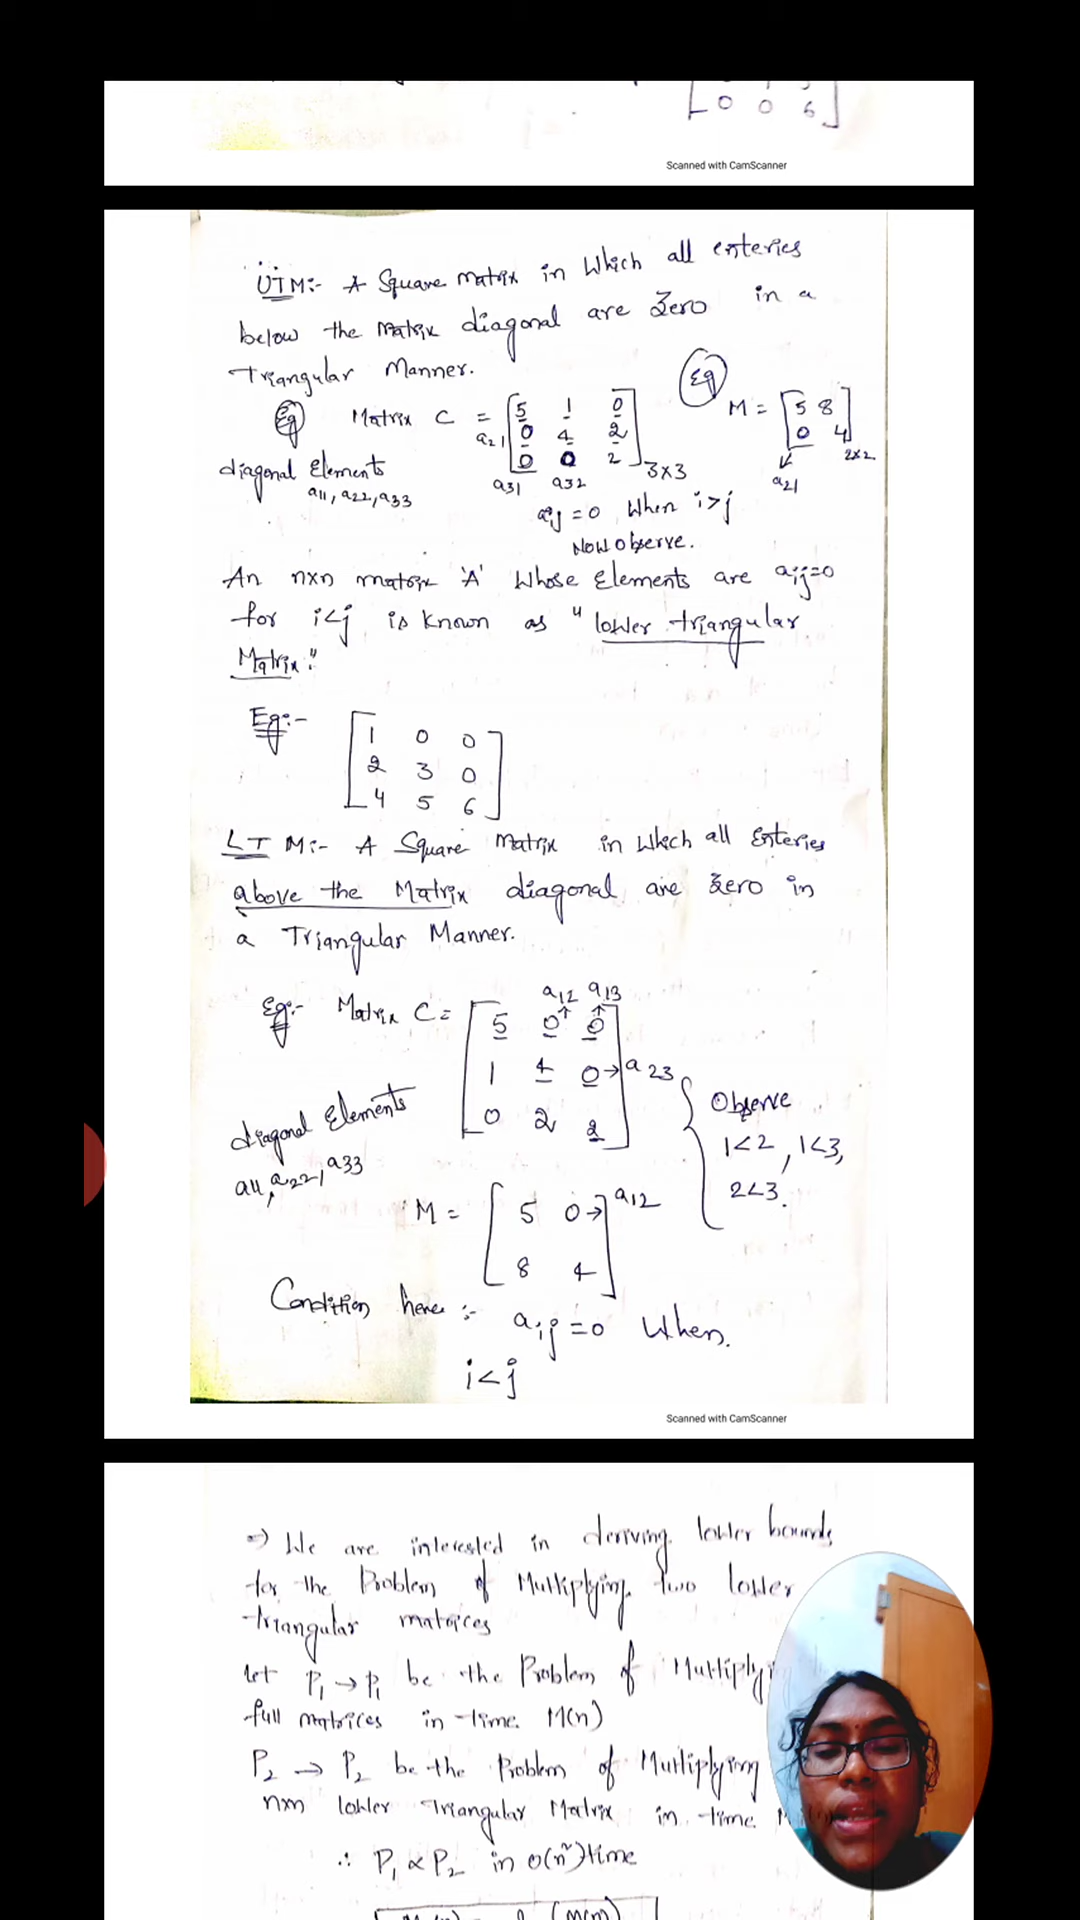 0 0 6
Scanned with CamScanner
UTM:- A Square matrix in which all enteries
below the matrix diagonal are Zero in a
Triangular Manner.
Eg Matrix C = [5 1 0
a21 0 4 2
0 0 2] 3x3
a31 a32
Eg M = [5 8
0 4] 2x2
a21
diagonal Elements
a11, a22, a33
aij = 0 When i>j
Now observe.
An nxn matrix 'A' Whose Elements are aij=0
for i<j is known as "lower triangular
Matrix."
Eg:- [1 0 0
2 3 0
4 5 6]
LTM:- A Square matrix in which all Enteries
above the Matrix diagonal are Zero in
a Triangular Manner.
a12 a13
Eg:- Matrix C = [5 0↑ 0↑
1 4 0→ a23
0 2 2]
diagonal Elements
a11, a22, a33
Observe
1<2, 1<3,
2<3.
M = [5 0→ a12
8 4]
Condition here :- aij = 0 When.
i<j
Scanned with CamScanner
=> We are interested in deriving lower bounds
for the Problem of Multiplying two lower
triangular matrices
let P1 → P1 be the Problem of Multiplyi
full matrices in time M(n)
P2 → P2 be the Problem of Multiplying
nxn lower Triangular Matrix in time
∴ P1 ∝ P2 in O(n²) time